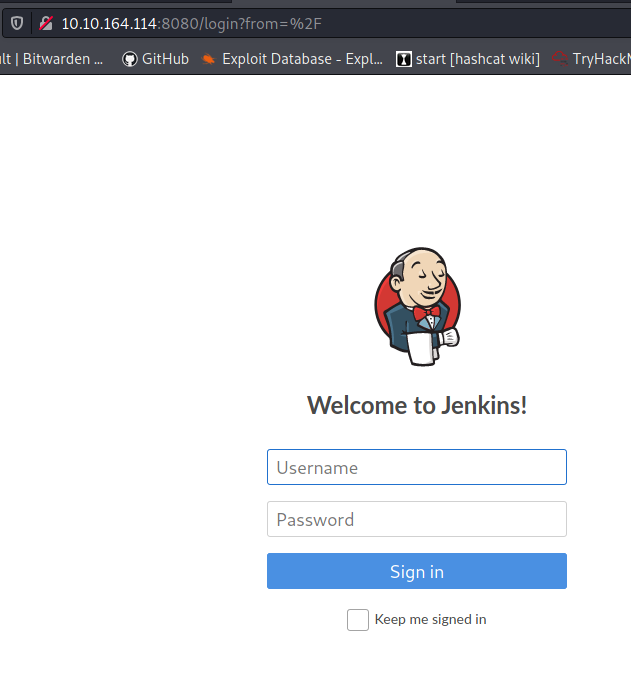 10.10.164.114:8080/login?from=%2F
lt | Bitwarden ... GitHub Exploit Database - Expl... start [hashcat wiki] TryHackM
Welcome to Jenkins!
Username
Password
Sign in
Keep me signed in